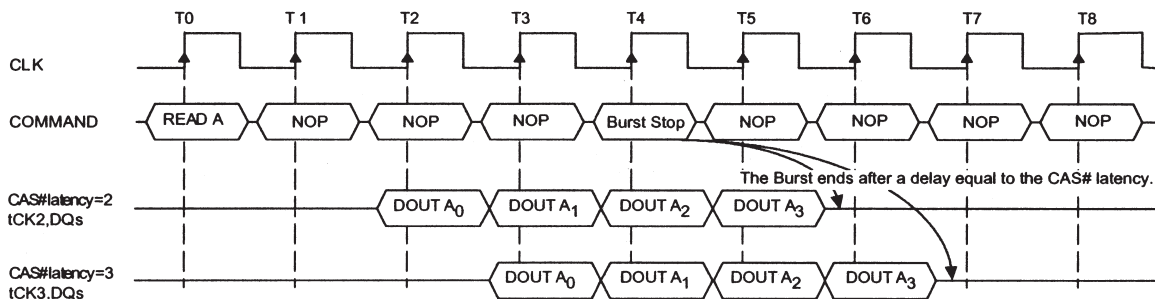 T0 T 1 T2 T3 T4 T5 T6 T7 T8
CLK
COMMAND READ A NOP NOP NOP Burst Stop NOP NOP NOP NOP
The Burst ends after a delay equal to the CAS# latency.
CAS#latency=2
tCK2,DQs
DOUT A0 DOUT A1 DOUT A2 DOUT A3
CAS#latency=3
tCK3.DQs
DOUT A0 DOUT A1 DOUT A2 DOUT A3